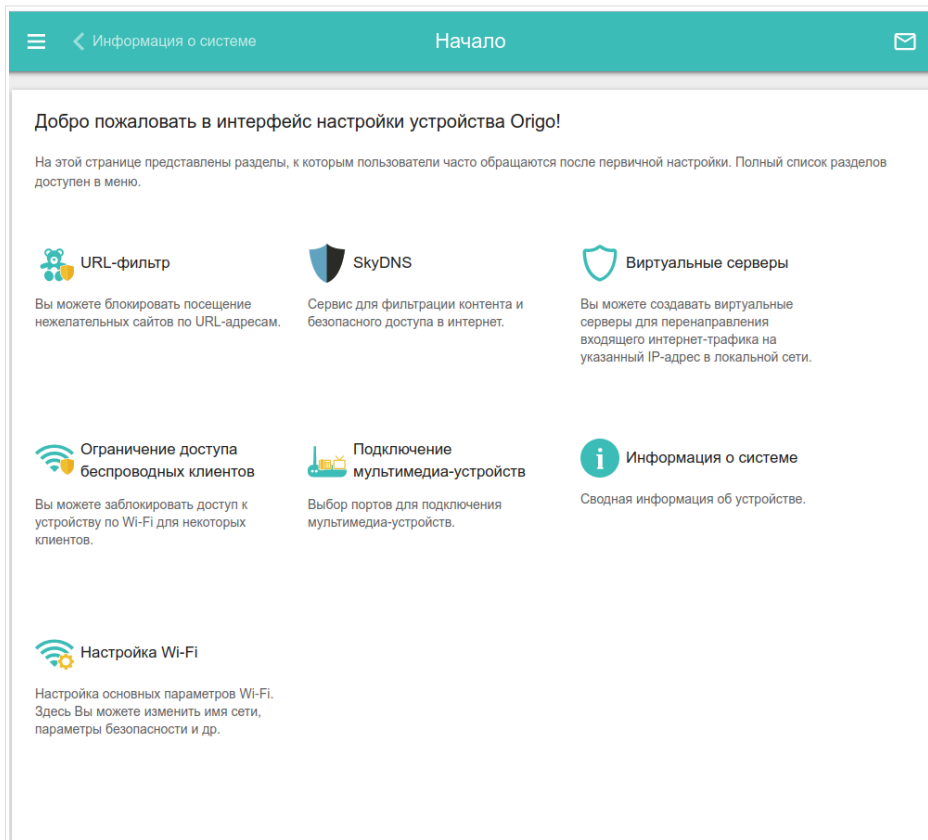 Информация о системе
Начало
Добро пожаловать в интерфейс настройки устройства Origo!
На этой странице представлены разделы, к которым пользователи часто обращаются после первичной настройки. Полный список разделов
доступен в меню.
URL-фильтр
Вы можете блокировать посещение
нежелательных сайтов по URL-адресам.
SkyDNS
Сервис для фильтрации контента и
безопасного доступа в интернет.
Виртуальные серверы
Вы можете создавать виртуальные
серверы для перенаправления
входящего интернет-трафика на
указанный IP-адрес в локальной сети.
Ограничение доступа
беспроводных клиентов
Вы можете заблокировать доступ к
устройству по Wi-Fi для некоторых
клиентов.
Подключение
мультимедиа-устройств
Выбор портов для подключения
мультимедиа-устройств.
Информация о системе
Сводная информация об устройстве.
Настройка Wi-Fi
Настройка основных параметров Wi-Fi.
Здесь Вы можете изменить имя сети,
параметры безопасности и др.